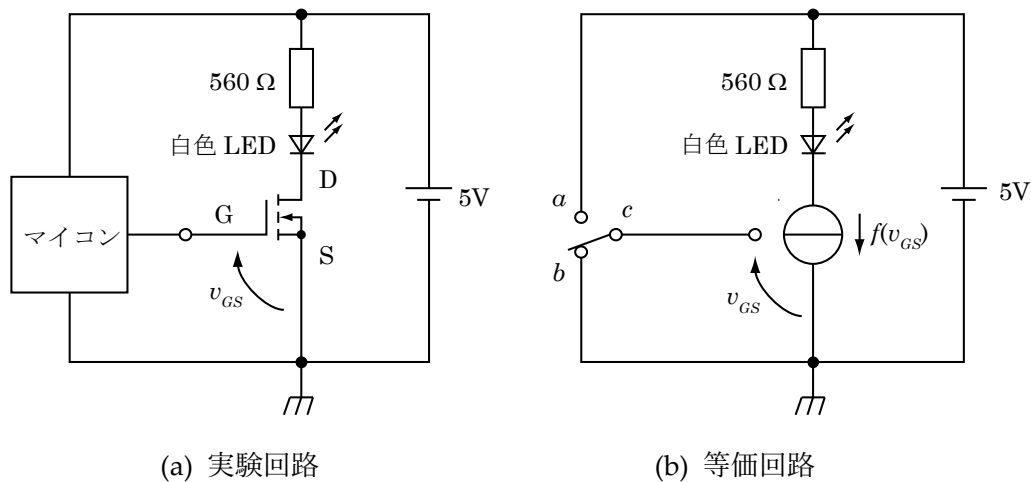 560 Ω
白色 LED
D
G
マイコン
S
5V
v_GS
(a) 実験回路
560 Ω
白色 LED
a
c
b
5V
f(v_GS)
v_GS
(b) 等価回路